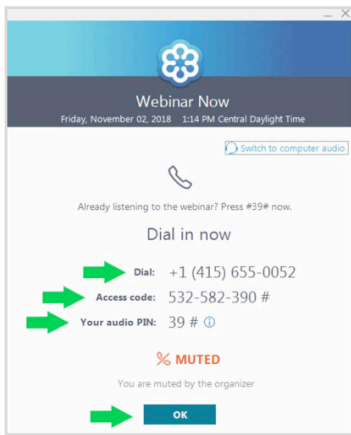 Webinar Now
Friday, November 02, 2018 1:14 PM Central Daylight Time
Switch to computer audio
Already listening to the webinar? Press #39# now.
Dial in now
Dial: +1 (415) 655-0052
Access code: 532-582-390 #
Your audio PIN: 39 #
MUTED
You are muted by the organizer
OK